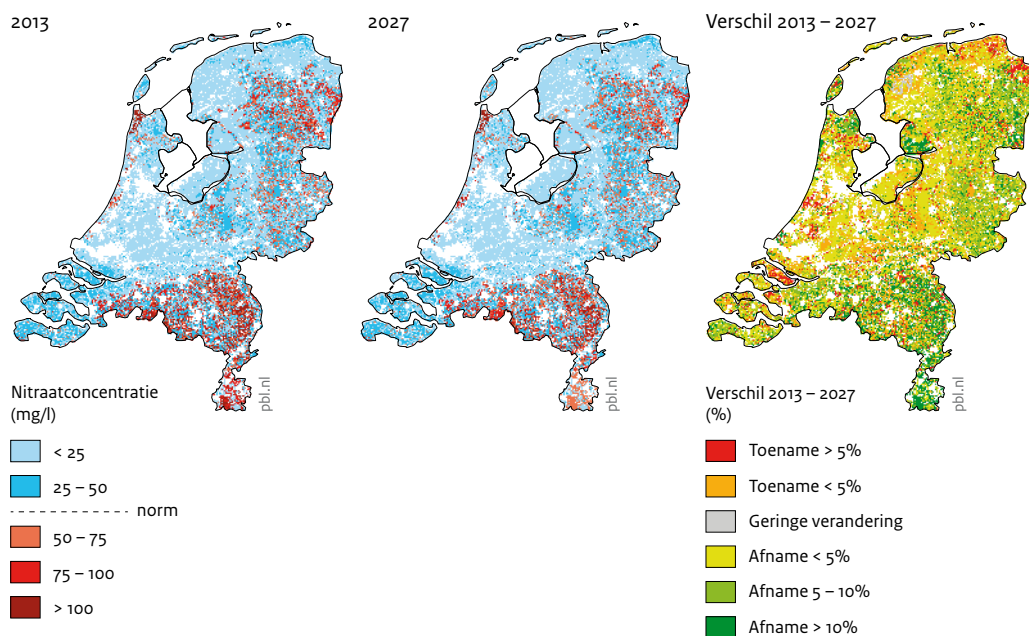 2013
2027
Verschil 2013 – 2027
pbl.nl
pbl.nl
pbl.nl
Nitraatconcentratie
(mg/l)
< 25
25 – 50
norm
50 – 75
75 – 100
> 100
Verschil 2013 – 2027
(%)
Toename > 5%
Toename < 5%
Geringe verandering
Afname < 5%
Afname 5 – 10%
Afname > 10%